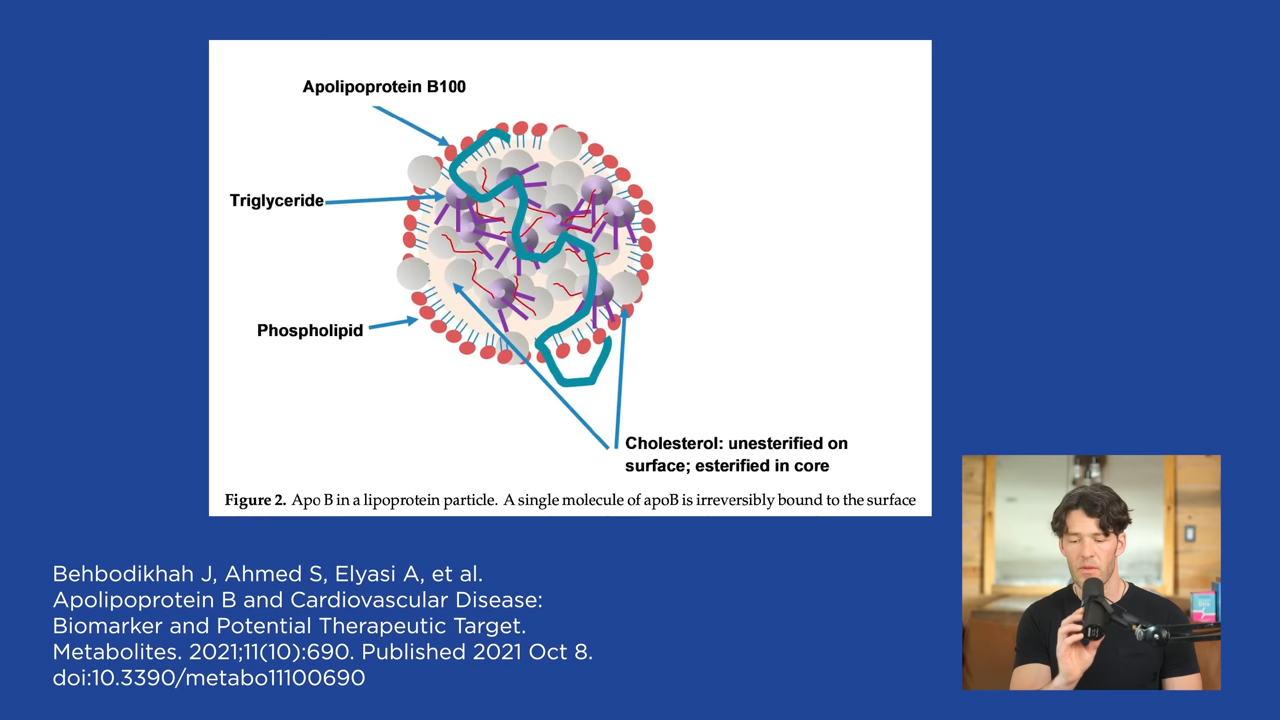 Apolipoprotein B100
Triglyceride
Phospholipid
Cholesterol: unesterified on
surface; esterified in core
Figure 2. Apo B in a lipoprotein particle. A single molecule of apoB is irreversibly bound to the surface
Behbodikhah J, Ahmed S, Elyasi A, et al.
Apolipoprotein B and Cardiovascular Disease:
Biomarker and Potential Therapeutic Target.
Metabolites. 2021;11(10):690. Published 2021 Oct 8.
doi:10.3390/metabo11100690